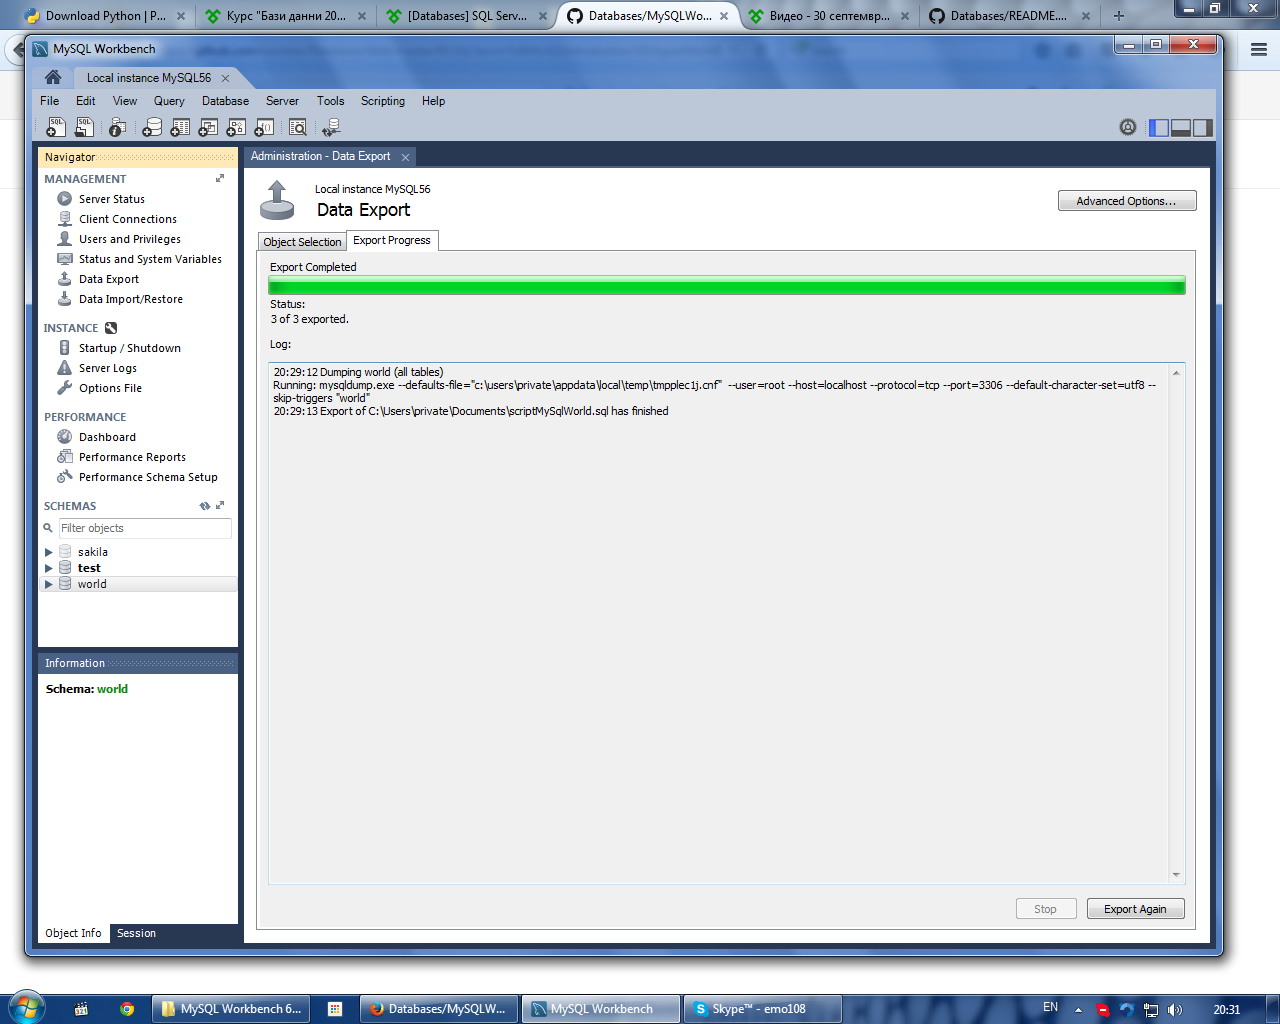 Download Python | P...
Курс "Бази данни 20...
[Databases] SQL Serv...
Databases/MySQLWo...
Видео - 30 септемвр...
Databases/README....
MySQL Workbench
Local instance MySQL56
File Edit View Query Database Server Tools Scripting Help
Navigator
MANAGEMENT
Server Status
Client Connections
Users and Privileges
Status and System Variables
Data Export
Data Import/Restore
INSTANCE
Startup / Shutdown
Server Logs
Options File
PERFORMANCE
Dashboard
Performance Reports
Performance Schema Setup
SCHEMAS
Filter objects
sakila
test
world
Information
Schema: world
Object Info
Session
Administration - Data Export
Local instance MySQL56
Data Export
Advanced Options...
Object Selection
Export Progress
Export Completed
Status:
3 of 3 exported.
Log:
20:29:12 Dumping world (all tables)
Running: mysqldump.exe --defaults-file="c:\users\private\appdata\local\temp\tmpplec1j.cnf" --user=root --host=localhost --protocol=tcp --port=3306 --default-character-set=utf8 --
skip-triggers "world"
20:29:13 Export of C:\Users\private\Documents\scriptMySqlWorld.sql has finished
Stop
Export Again
MySQL Workbench 6...
Databases/MySQLW...
MySQL Workbench
Skype™ - emo108
EN
20:31